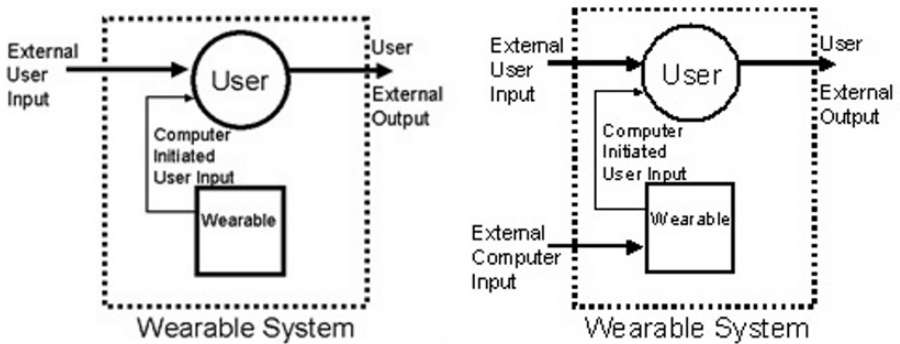 External
User
Input
User
User
External
Output
Computer
Initiated
User Input
Wearable
Wearable System
External
User
Input
User
User
External
Output
Computer
Initiated
User Input
Wearable
External
Computer
Input
Wearable System